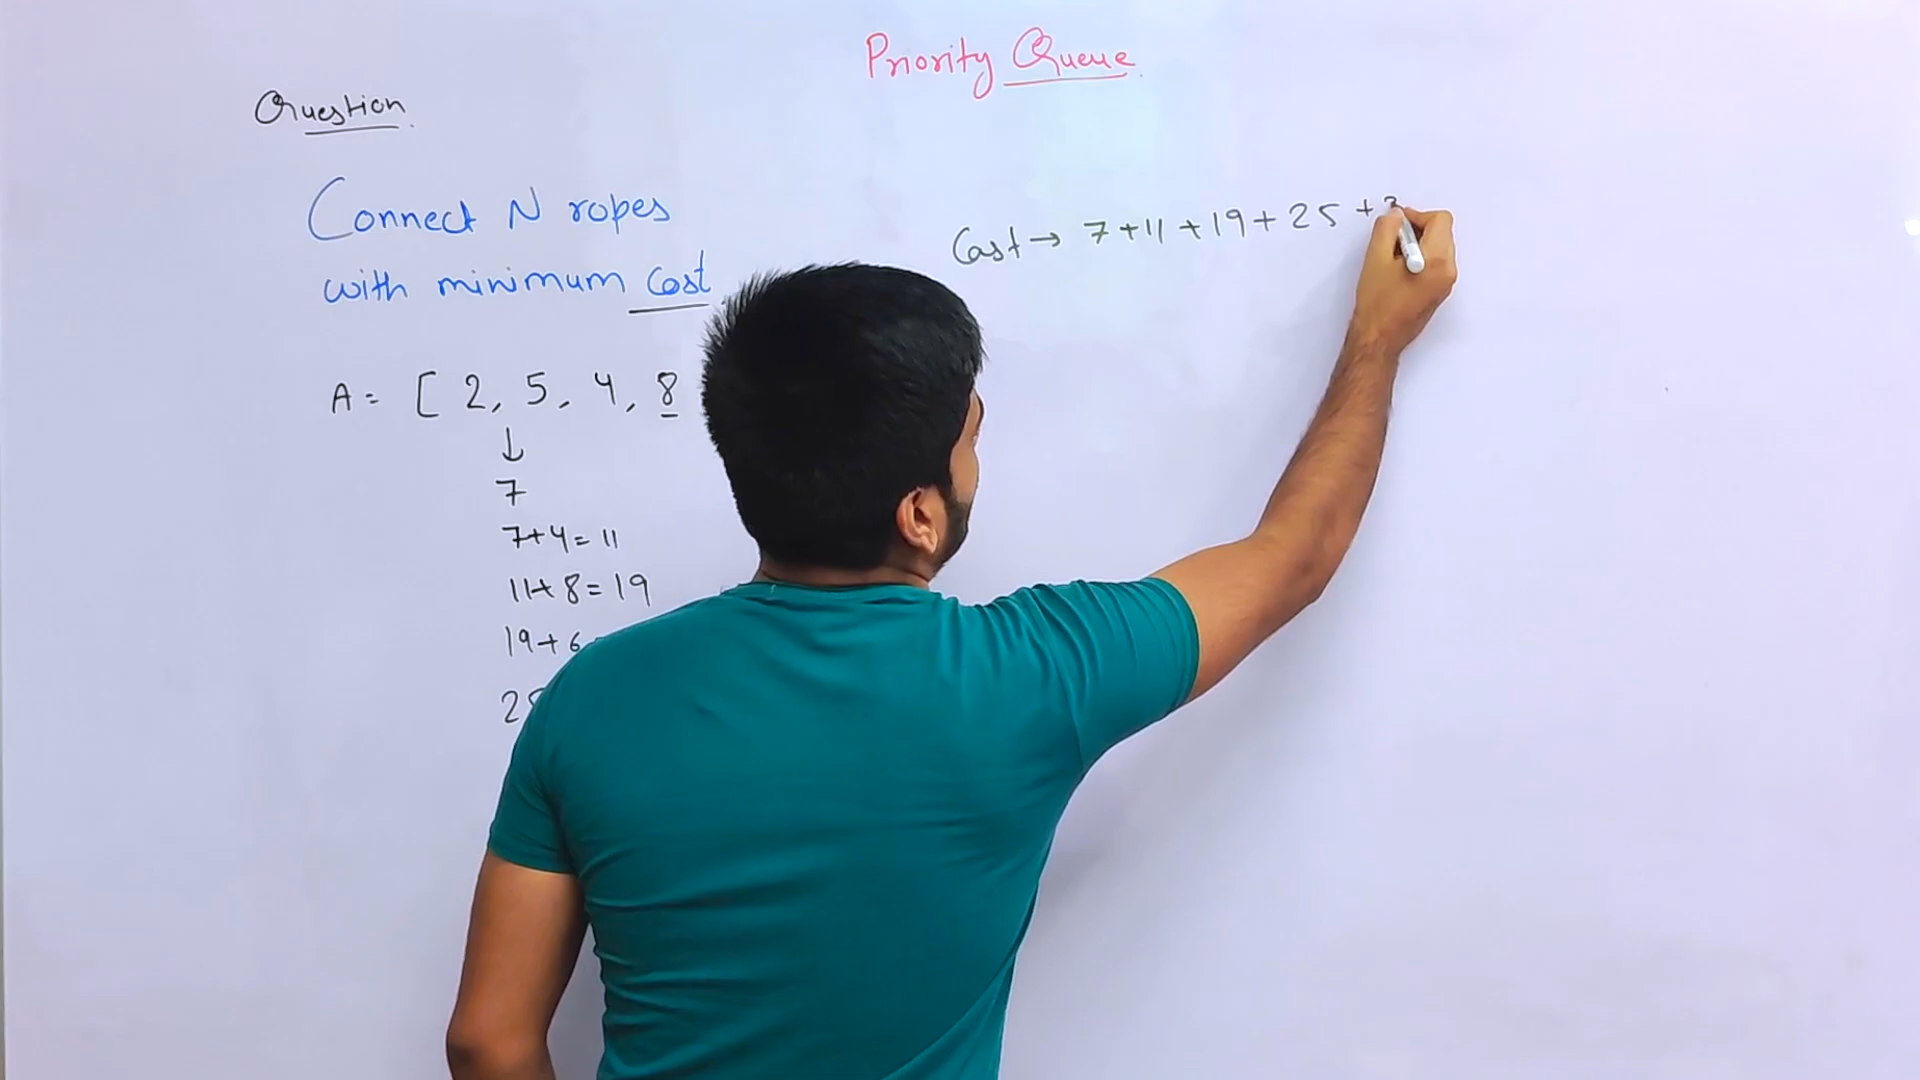 Priority Queue
Question
Connect N ropes
with minimum cost
Cost → 7+11+19+25+
A = [ 2, 5, 4, 8
↓
7
7+4=11
11+8=19
19+6